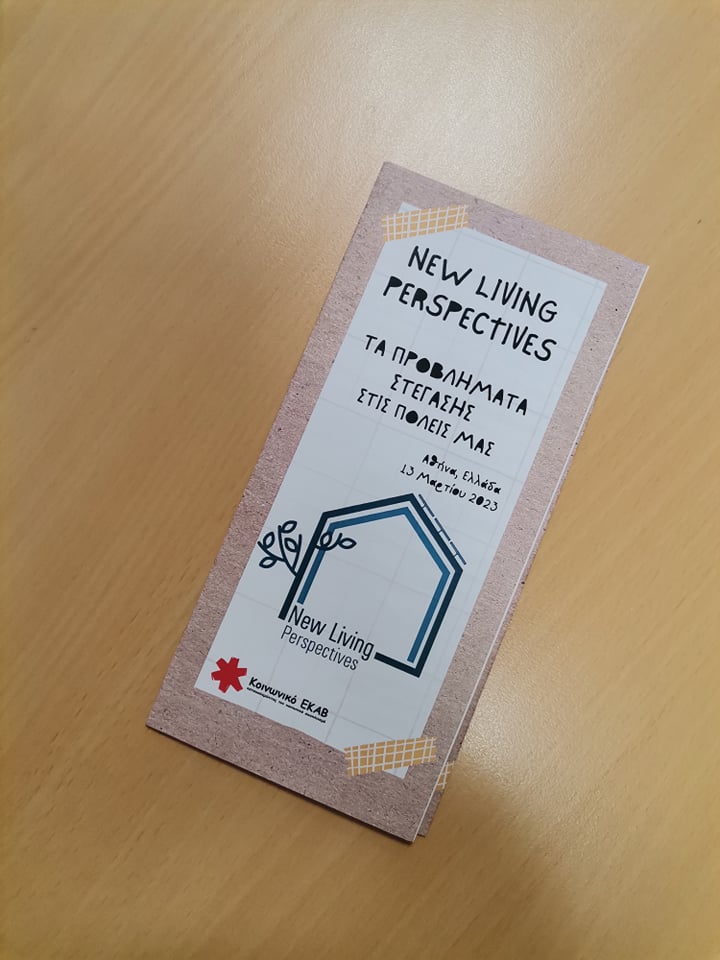 NEW LIVING
PERSPECTIVES
ΤΑ ΠΡΟΒΛΗΜΑΤΑ
ΣΤΕΓΑΣΗΣ
ΣΤΙΣ ΠΟΛΕΙΣ ΜΑΣ
Αθήνα, Ελλάδα
13 Μαρτίου 2023
New Living
Perspectives
Κοινωνικό ΕΚΑΒ